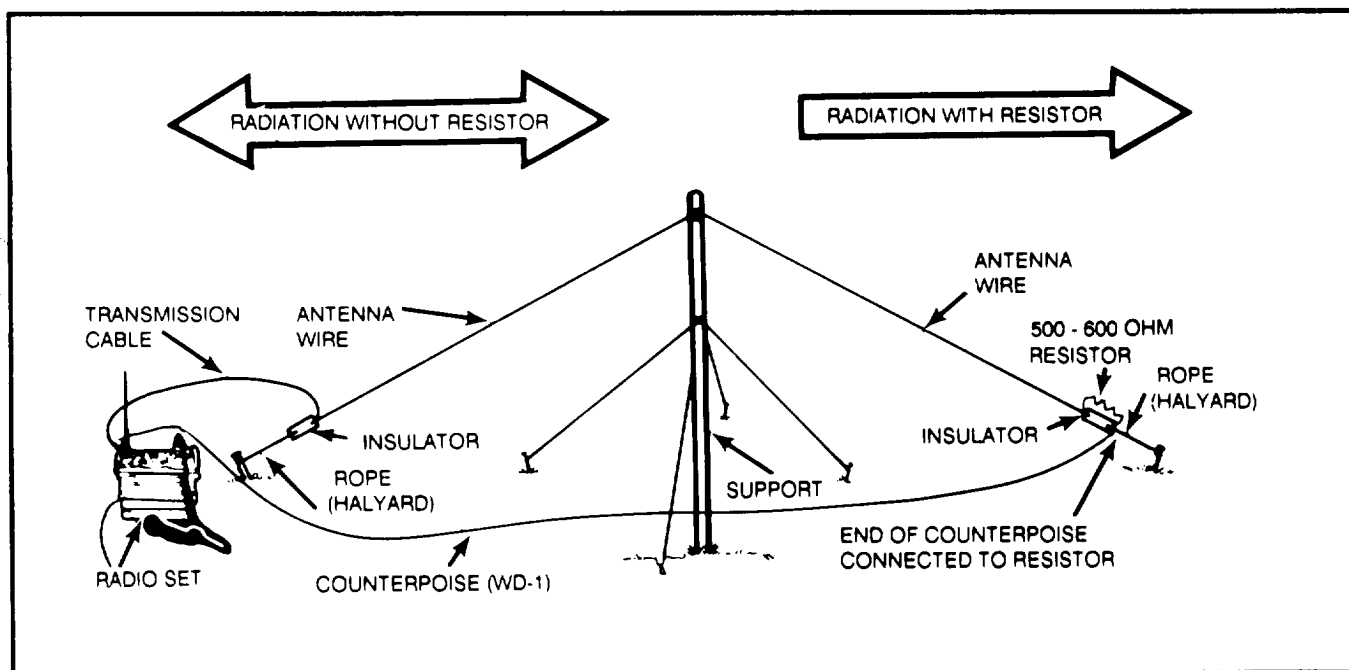 RADIATION WITHOUT RESISTOR
RADIATION WITH RESISTOR
ANTENNA
WIRE
TRANSMISSION
CABLE
ANTENNA
WIRE
500 - 600 OHM
RESISTOR
ROPE
(HALYARD)
INSULATOR
INSULATOR
ROPE
(HALYARD)
SUPPORT
END OF COUNTERPOISE
CONNECTED TO RESISTOR
RADIO SET
COUNTERPOISE (WD-1)